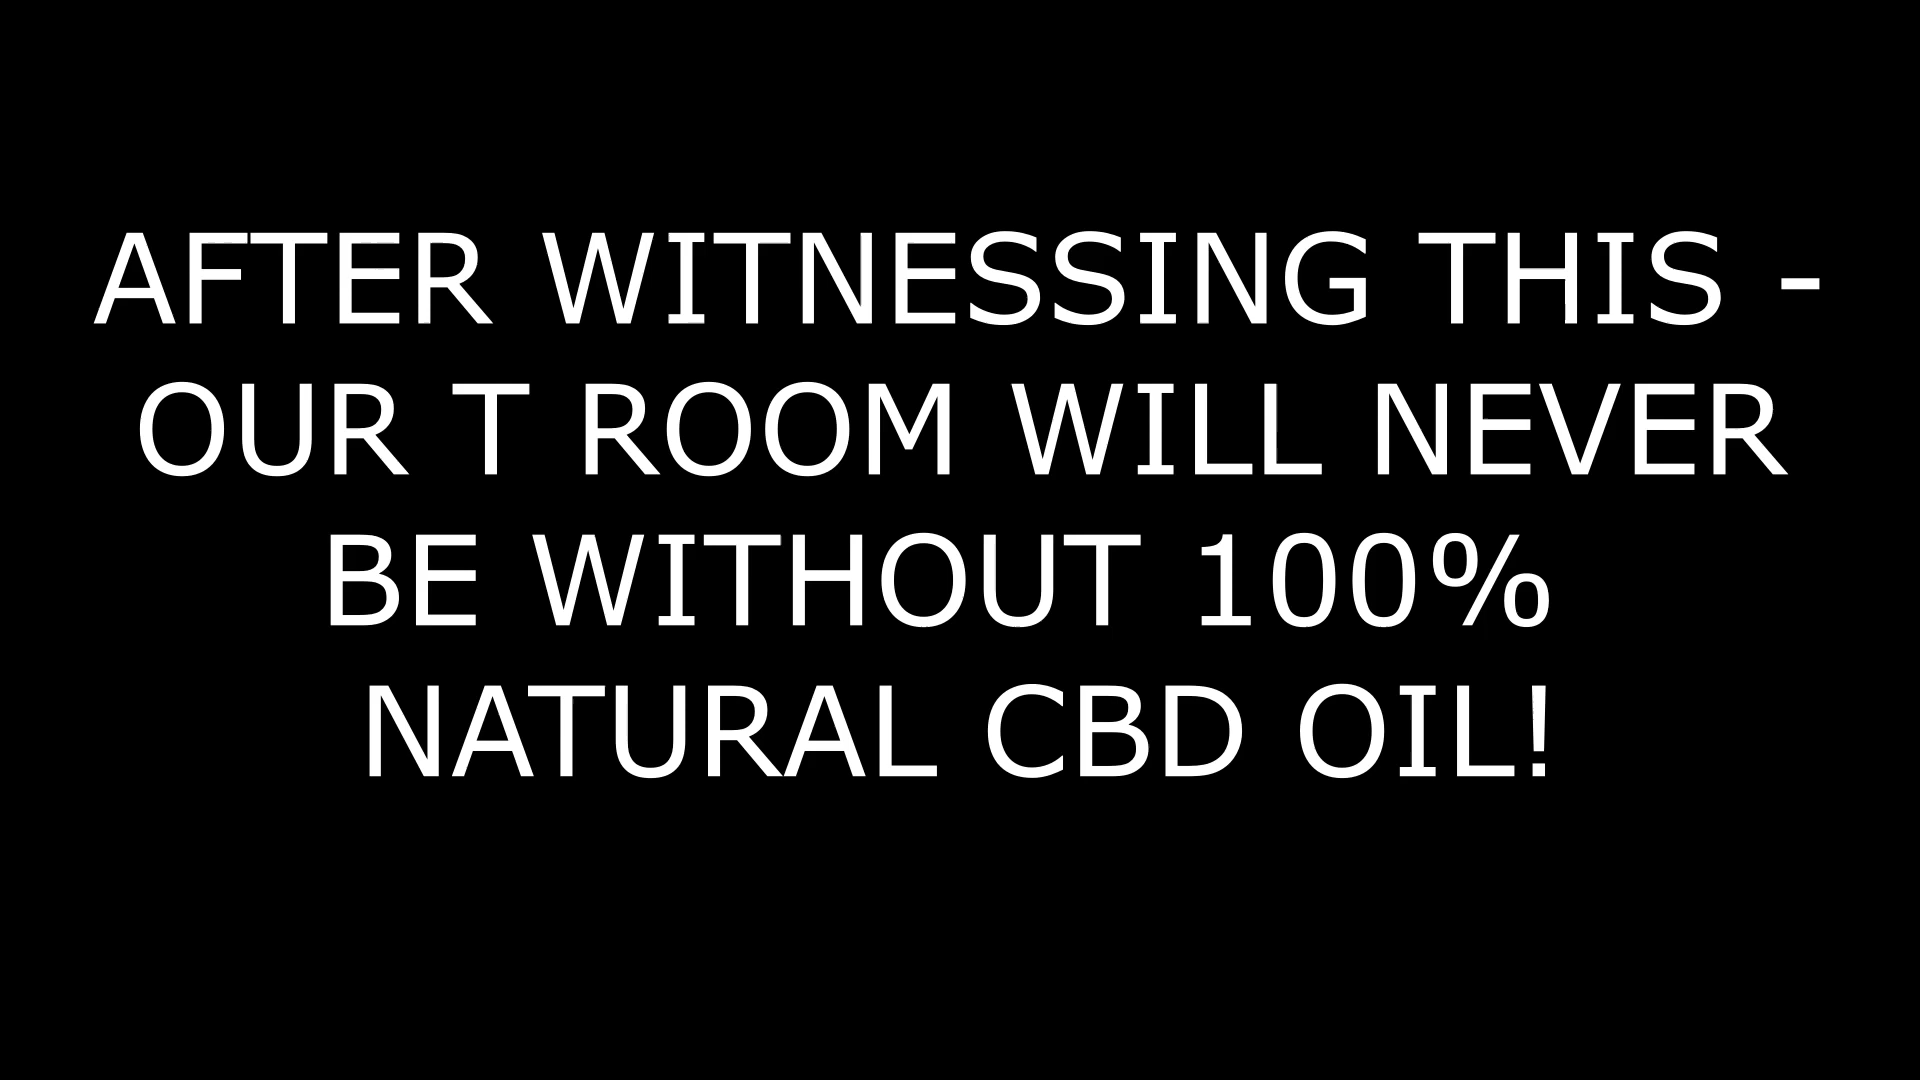 AFTER WITNESSING THIS -
OUR T ROOM WILL NEVER
BE WITHOUT 100%
NATURAL CBD OIL!